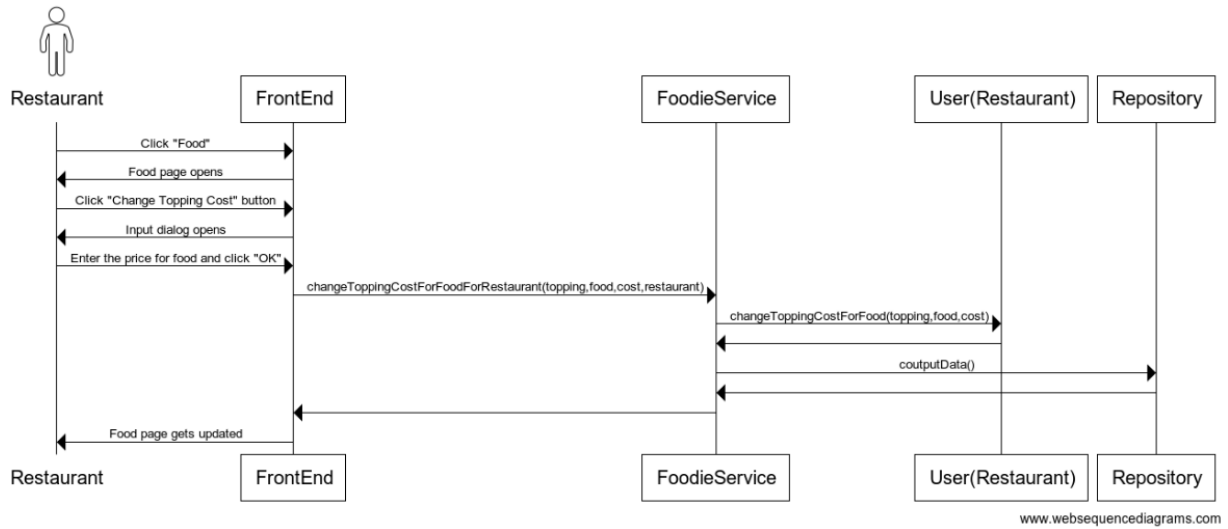 Restaurant
FrontEnd
FoodieService
User(Restaurant)
Repository
Click "Food"
Food page opens
Click "Change Topping Cost" button
Input dialog opens
Enter the price for food and click "OK"
changeToppingCostForFoodForRestaurant(topping,food,cost,restaurant)
changeToppingCostForFood(topping,food,cost)
coutputData()
Food page gets updated
Restaurant
FrontEnd
FoodieService
User(Restaurant)
Repository
www.websequencediagrams.com